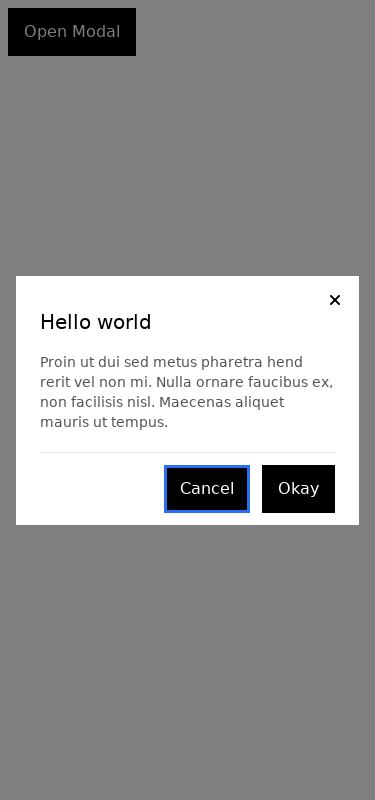 Open Modal
Hello world
Proin ut dui sed metus pharetra hend
rerit vel non mi. Nulla ornare faucibus ex,
non facilisis nisl. Maecenas aliquet
mauris ut tempus.
Cancel
Okay